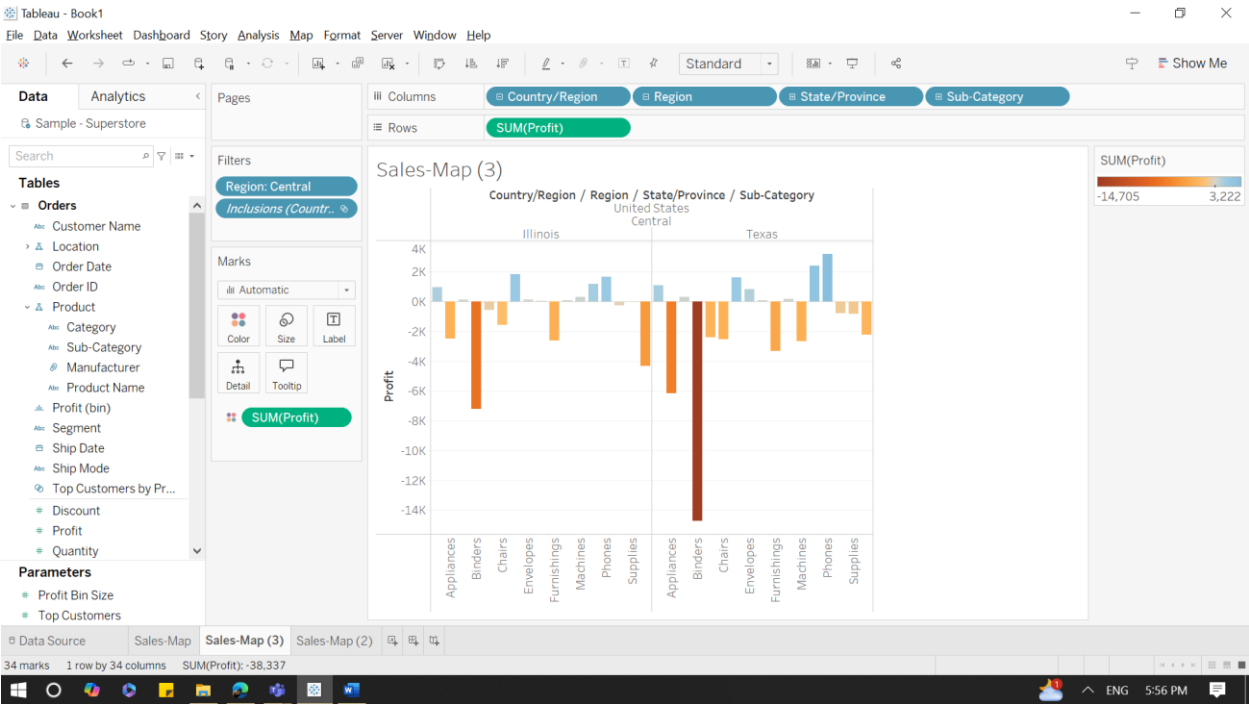 Tableau - Book1
File Data Worksheet Dashboard Story Analysis Map Format Server Window Help
Standard
Show Me
Data Analytics
Sample - Superstore
Search
Tables
Orders
Abc Customer Name
Location
Order Date
Abc Order ID
Product
Abc Category
Abc Sub-Category
Manufacturer
Abc Product Name
Profit (bin)
Abc Segment
Ship Date
Abc Ship Mode
Top Customers by Pr...
# Discount
# Profit
# Quantity
Parameters
# Profit Bin Size
# Top Customers
Pages
Filters
Region: Central
Inclusions (Countr..
Marks
Automatic
Color Size Label
Detail Tooltip
SUM(Profit)
Columns Country/Region Region State/Province Sub-Category
Rows SUM(Profit)
Sales-Map (3)
Country/Region / Region / State/Province / Sub-Category
United States
Central
Illinois Texas
4K
2K
0K
-2K
-4K
-6K
-8K
-10K
-12K
-14K
Profit
Appliances Binders Chairs Envelopes Furnishings Machines Phones Supplies Appliances Binders Chairs Envelopes Furnishings Machines Phones Supplies
SUM(Profit)
-14,705 3,222
Data Source Sales-Map Sales-Map (3) Sales-Map (2)
34 marks 1 row by 34 columns SUM(Profit): -38,337
1 ENG 5:56 PM